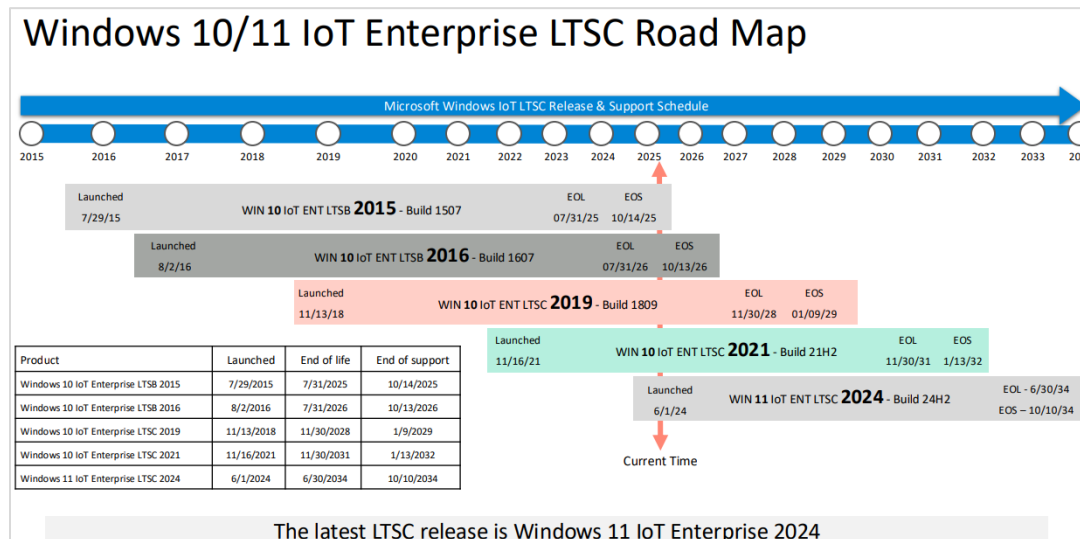 Windows 10/11 IoT Enterprise LTSC Road Map
Microsoft Windows IoT LTSC Release & Support Schedule
2015 2016 2017 2018 2019 2020 2021 2022 2023 2024 2025 2026 2027 2028 2029 2030 2031 2032 2033
Launched
7/29/15
WIN 10 IoT ENT LTSB 2015 - Build 1507
EOL
07/31/25
EOS
10/14/25
Launched
8/2/16
WIN 10 IoT ENT LTSB 2016 - Build 1607
EOL
07/31/26
EOS
10/13/26
Launched
11/13/18
WIN 10 IoT ENT LTSC 2019 - Build 1809
EOL
11/30/28
EOS
01/09/29
Launched
11/16/21
WIN 10 IoT ENT LTSC 2021 - Build 21H2
EOL
11/30/31
EOS
1/13/32
Launched
6/1/24
WIN 11 IoT ENT LTSC 2024 - Build 24H2
EOL - 6/30/34
EOS – 10/10/34
Current Time
Product Launched End of life End of support
Windows 10 IoT Enterprise LTSB 2015 7/29/2015 7/31/2025 10/14/2025
Windows 10 IoT Enterprise LTSB 2016 8/2/2016 7/31/2026 10/13/2026
Windows 10 IoT Enterprise LTSC 2019 11/13/2018 11/30/2028 1/9/2029
Windows 10 IoT Enterprise LTSC 2021 11/16/2021 11/30/2031 1/13/2032
Windows 11 IoT Enterprise LTSC 2024 6/1/2024 6/30/2034 10/10/2034
The latest LTSC release is Windows 11 IoT Enterprise 2024